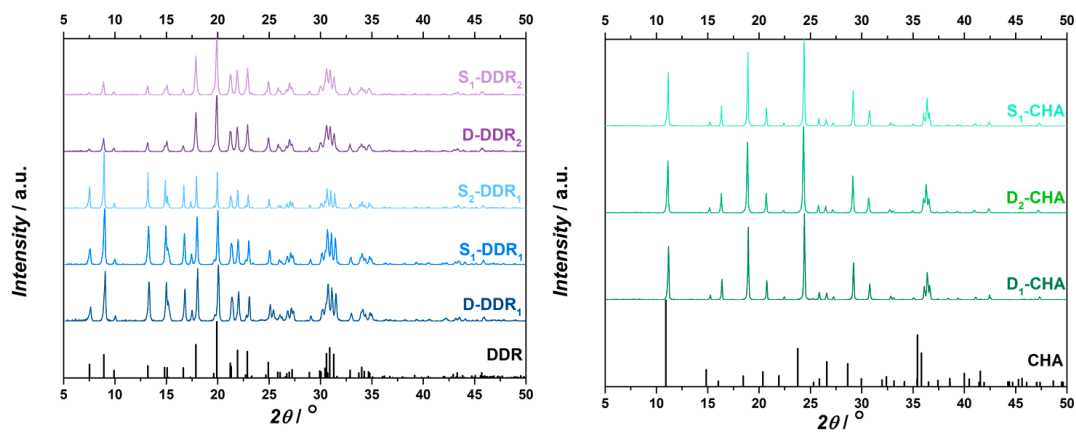 5 10 15 20 25 30 35 40 45 50
S₁-DDR₂
D-DDR₂
S₂-DDR₁
S₁-DDR₁
D-DDR₁
DDR
Intensity / a.u.
5 10 15 20 25 30 35 40 45 50
2θ / °
5 10 15 20 25 30 35 40 45 50
S₁-CHA
D₂-CHA
D₁-CHA
CHA
Intensity / a.u.
5 10 15 20 25 30 35 40 45 50
2θ / °